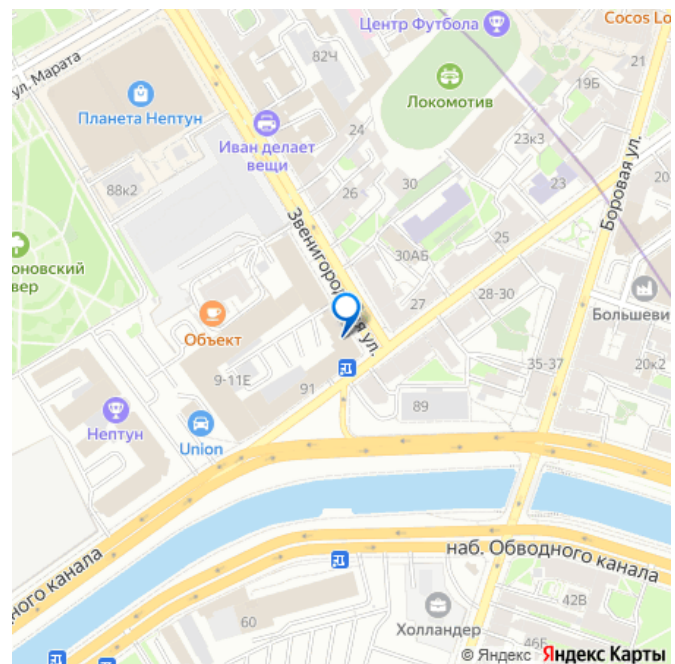 Центр Футбола
Cocos Lo
82Ч
21
ул. Марата
19Б
Планета Нептун
Локомотив
Иван делает
вещи
24
23к3
Боровая ул.
88к2
26
30
23
20
оновский
вер
Звенигородская ул.
30АБ
25
27
28-30
Большеви
Объект
9-11Е
91
35-37
20к2
89
Нептун
Union
дного канала
наб. Обводного канала
60
Холландер
42В
46Б
© Яндекс Яндекс Карты